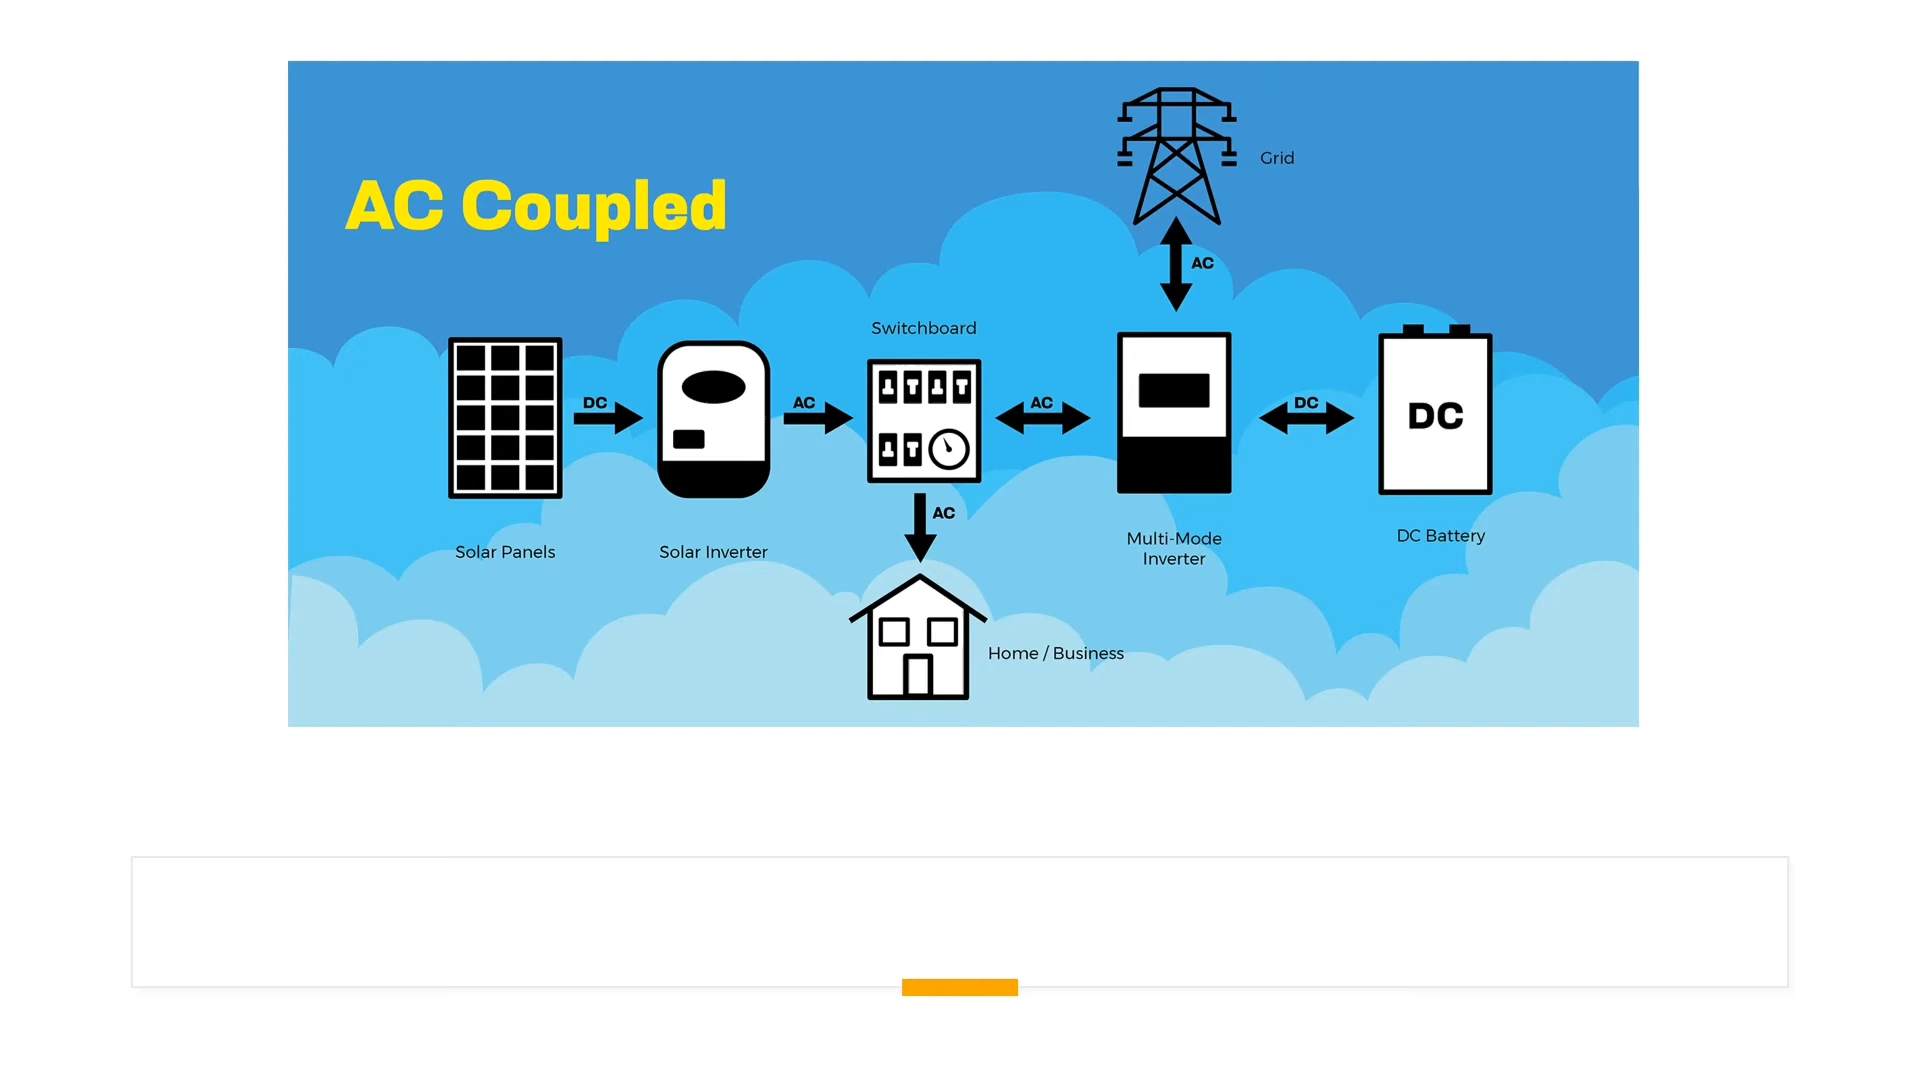 AC Coupled
Grid
AC
Switchboard
DC
AC
AC
DC
DC
AC
Solar Panels
Solar Inverter
Multi-Mode
Inverter
DC Battery
Home / Business